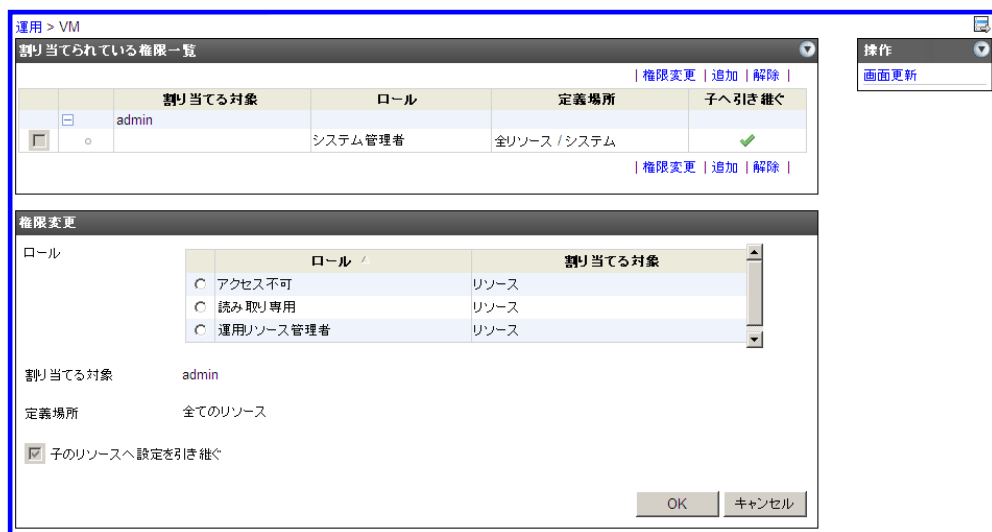 運用 > VM
割り当てられている権限一覧
操作
画面更新
| 権限変更 | 追加 | 解除 |
割り当てる対象 ロール 定義場所 子へ引き継ぐ
admin
システム管理者 全リソース / システム
| 権限変更 | 追加 | 解除 |
権限変更
ロール
ロール 割り当てる対象
アクセス不可 リソース
読み取り専用 リソース
運用リソース管理者 リソース
割り当てる対象 admin
定義場所 全てのリソース
子のリソースへ設定を引き継ぐ
OK キャンセル